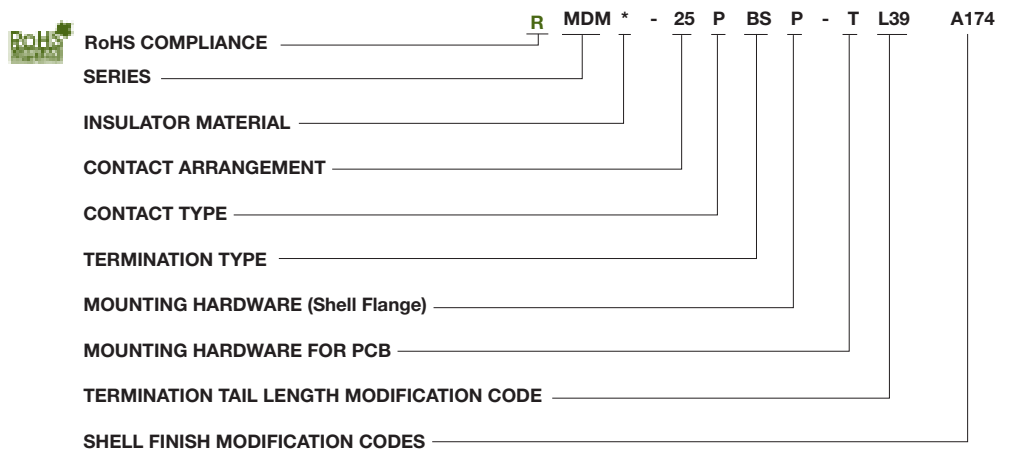 R MDM * - 25 P BS P - T L39 A174
RoHS
RoHS COMPLIANCE
SERIES
INSULATOR MATERIAL
CONTACT ARRANGEMENT
CONTACT TYPE
TERMINATION TYPE
MOUNTING HARDWARE (Shell Flange)
MOUNTING HARDWARE FOR PCB
TERMINATION TAIL LENGTH MODIFICATION CODE
SHELL FINISH MODIFICATION CODES